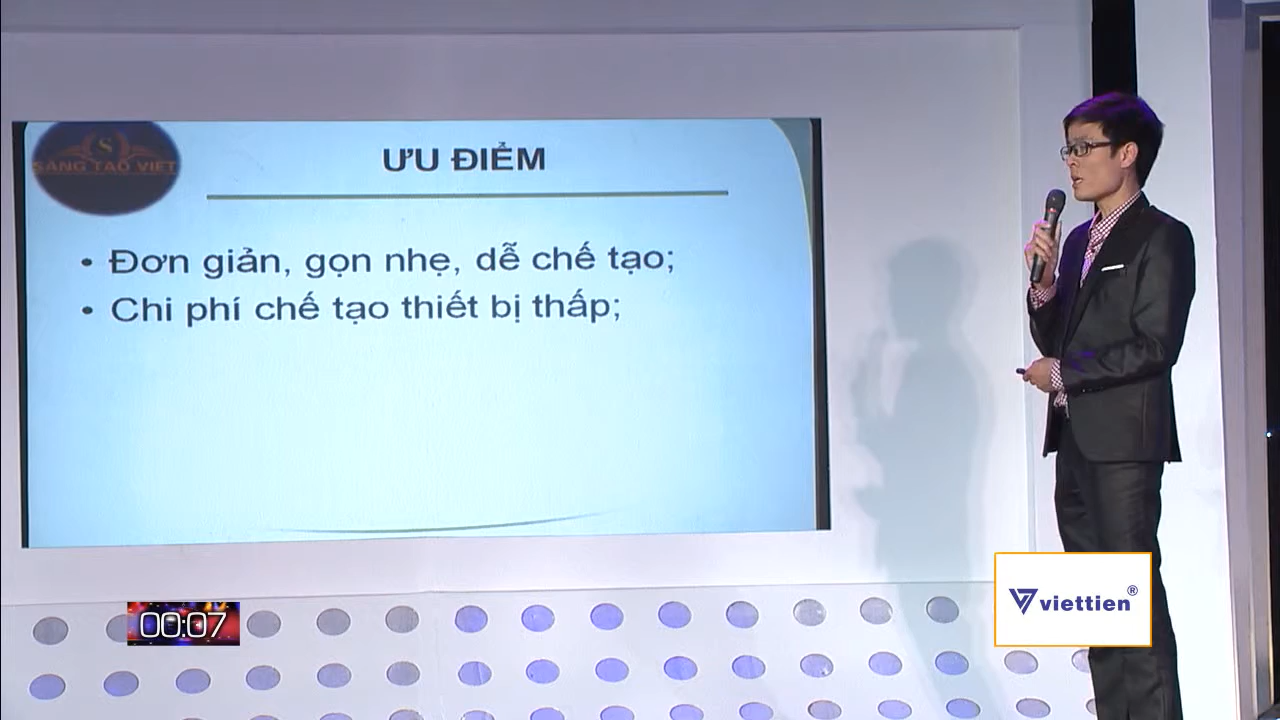 S
SÁNG TẠO VIỆT
ƯU ĐIỂM
• Đơn giản, gọn nhẹ, dễ chế tạo;
• Chi phí chế tạo thiết bị thấp;
00:07
viettien®